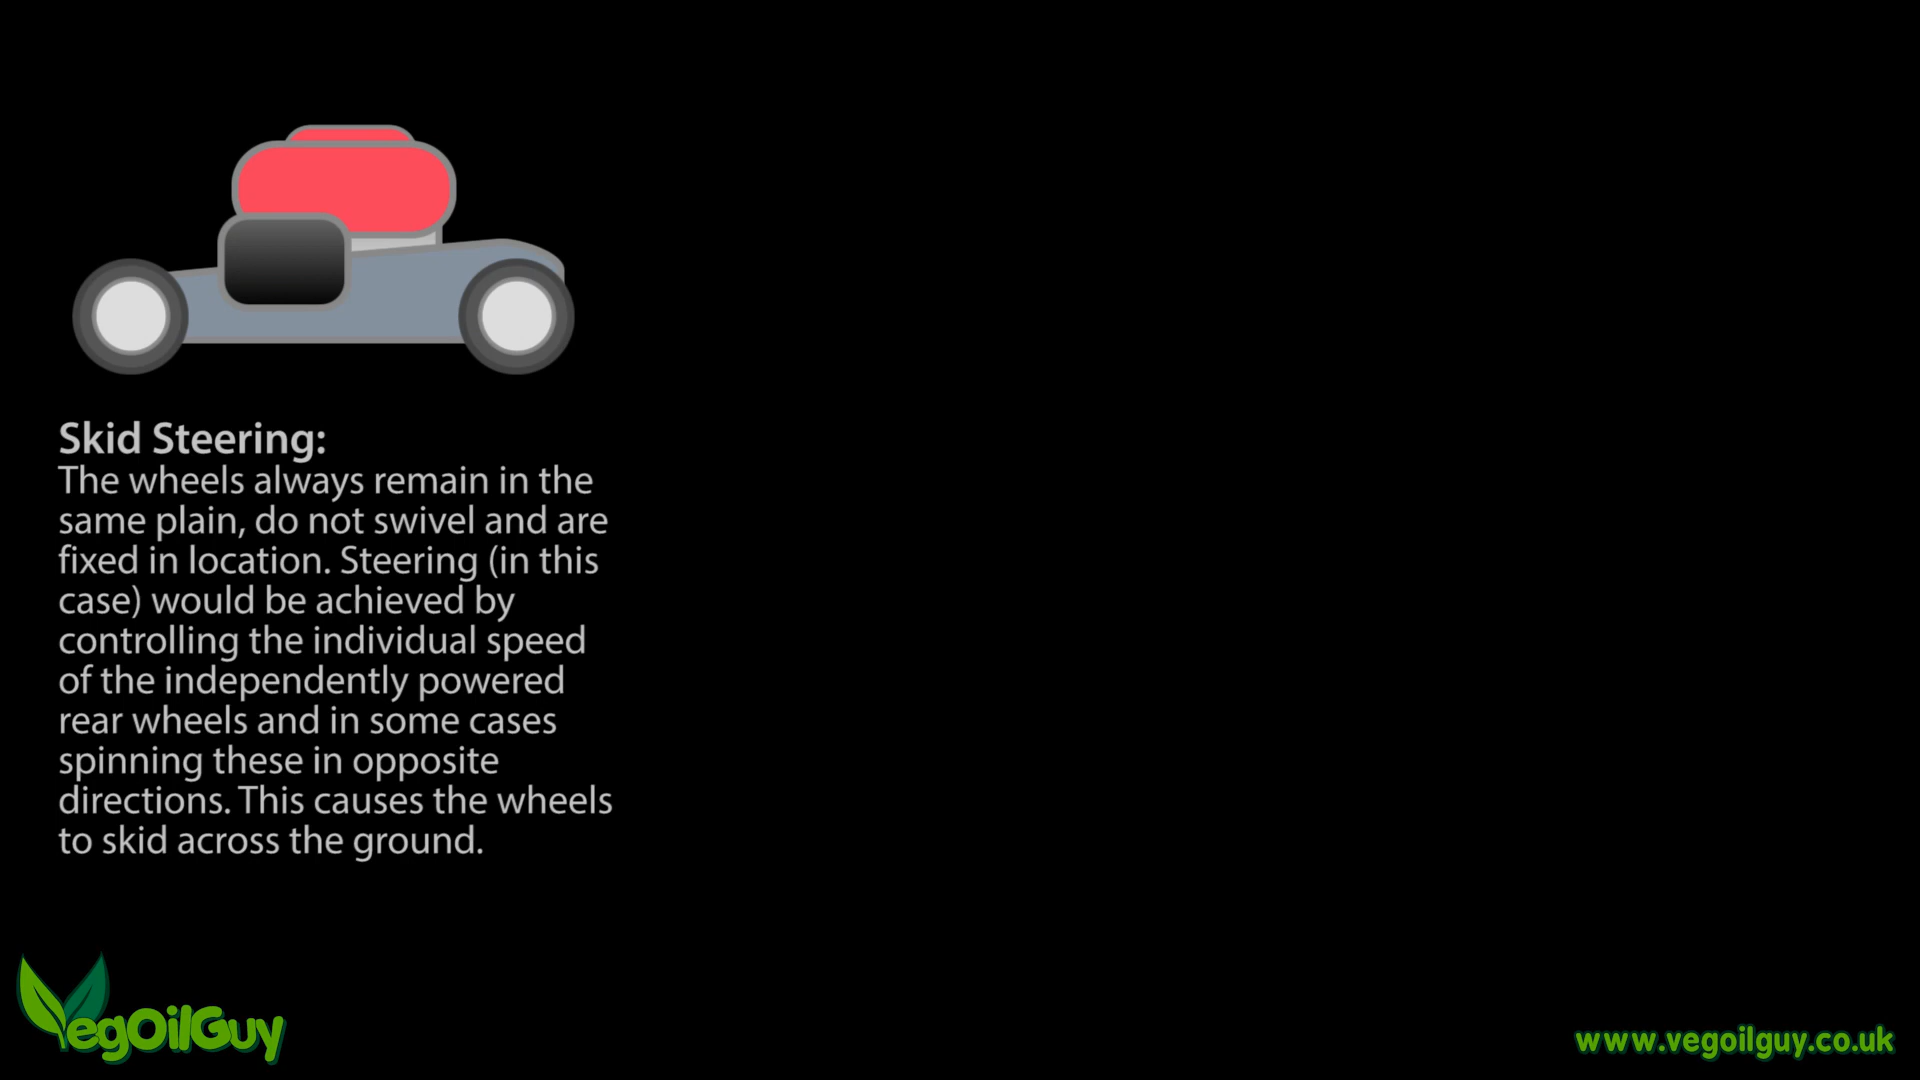 Skid Steering:
The wheels always remain in the
same plain, do not swivel and are
fixed in location. Steering (in this
case) would be achieved by
controlling the individual speed
of the independently powered
rear wheels and in some cases
spinning these in opposite
directions. This causes the wheels
to skid across the ground.
VegOilGuy
www.vegoilguy.co.uk